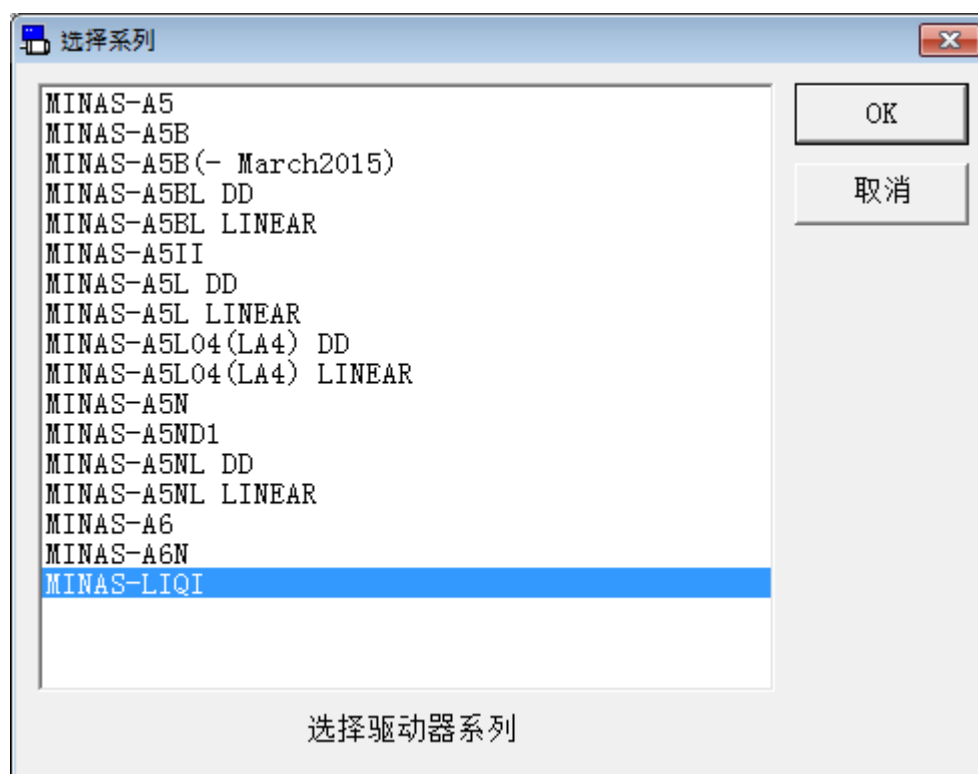 选择系列
MINAS-A5
MINAS-A5B
MINAS-A5B(- March2015)
MINAS-A5BL DD
MINAS-A5BL LINEAR
MINAS-A5II
MINAS-A5L DD
MINAS-A5L LINEAR
MINAS-A5L04(LA4) DD
MINAS-A5L04(LA4) LINEAR
MINAS-A5N
MINAS-A5ND1
MINAS-A5NL DD
MINAS-A5NL LINEAR
MINAS-A6
MINAS-A6N
MINAS-LIQI
OK
取消
选择驱动器系列